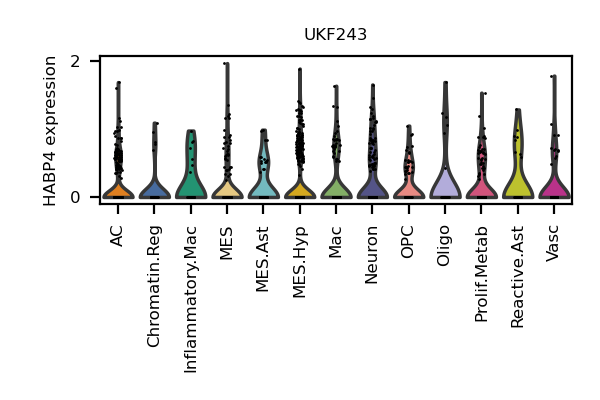 UKF243
HABP4 expression
2
0
AC
Chromatin.Reg
Inflammatory.Mac
MES
MES.Ast
MES.Hyp
Mac
Neuron
OPC
Oligo
Prolif.Metab
Reactive.Ast
Vasc